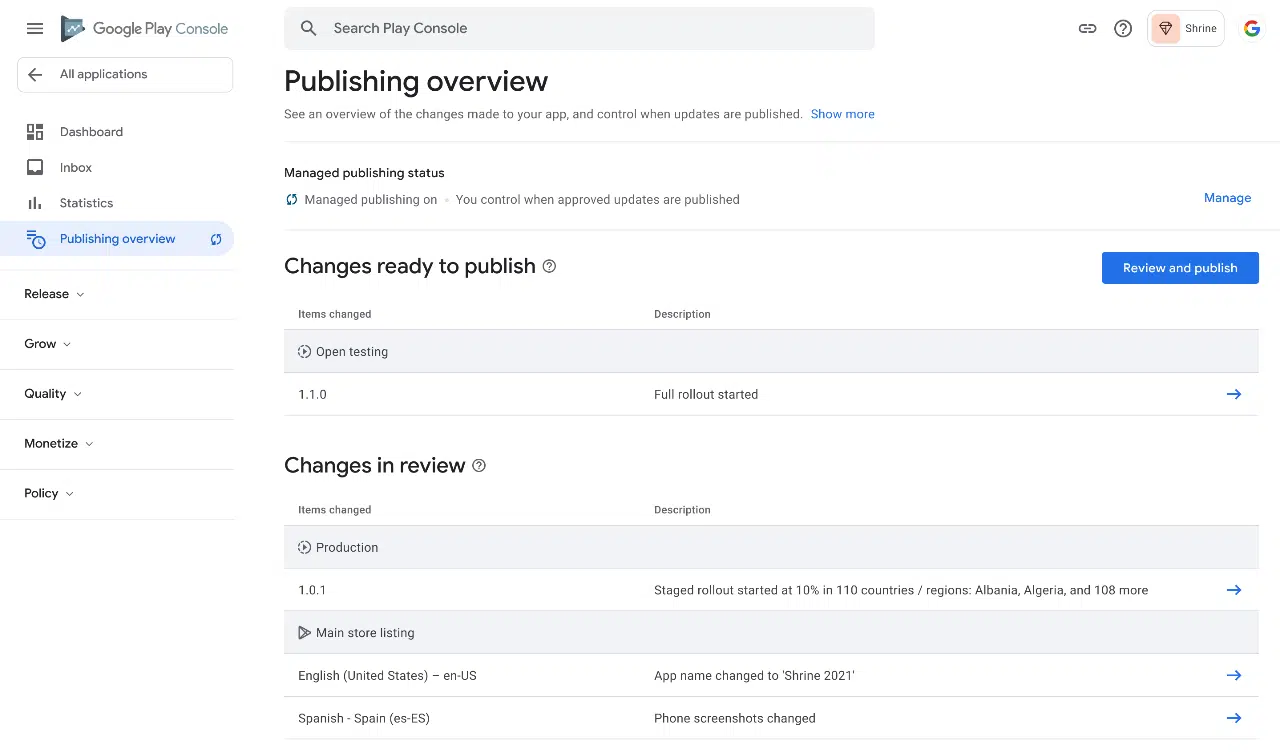 Google Play Console
Search Play Console
Shrine
All applications
Dashboard
Inbox
Statistics
Publishing overview
Release
Grow
Quality
Monetize
Policy
Publishing overview
See an overview of the changes made to your app, and control when updates are published. Show more
Managed publishing status
Managed publishing on • You control when approved updates are published
Manage
Changes ready to publish
Review and publish
Items changed Description
Open testing
1.1.0 Full rollout started
Changes in review
Items changed Description
Production
1.0.1 Staged rollout started at 10% in 110 countries / regions: Albania, Algeria, and 108 more
Main store listing
English (United States) – en-US App name changed to 'Shrine 2021'
Spanish - Spain (es-ES) Phone screenshots changed